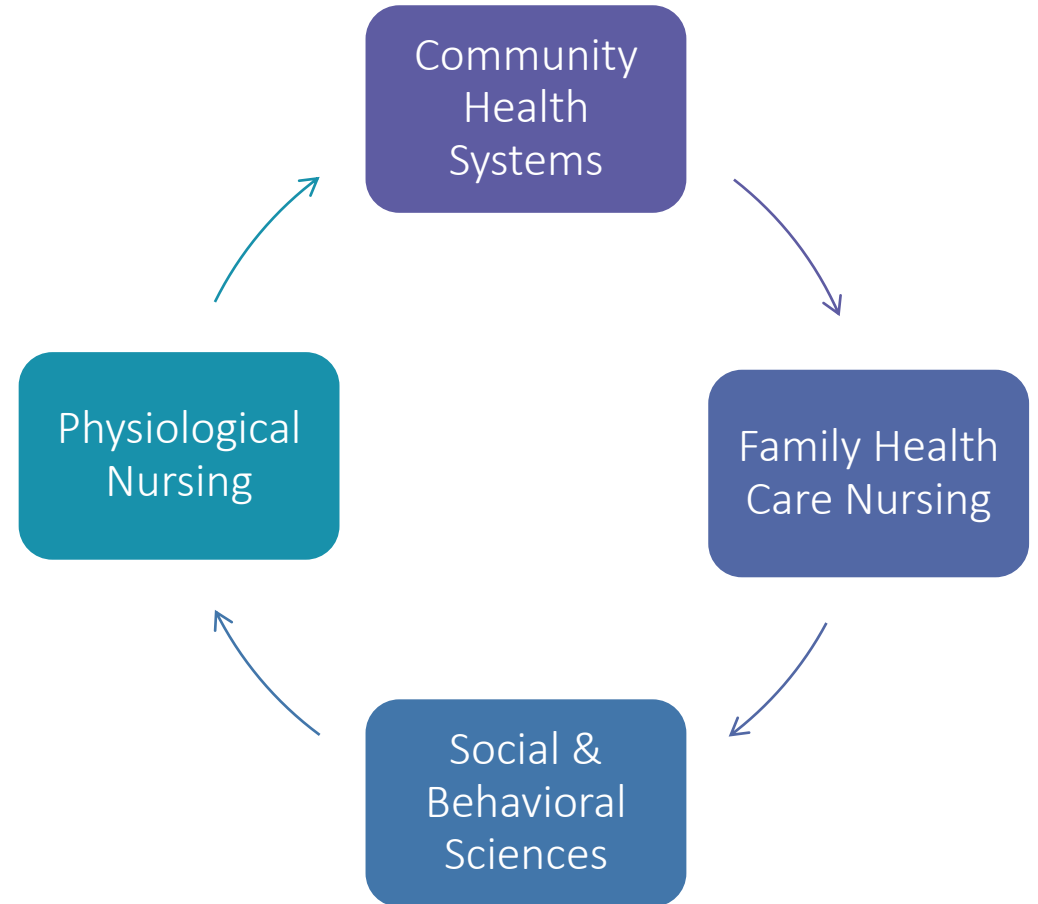 Community
Health
Systems
Family Health
Care Nursing
Social &
Behavioral
Sciences
Physiological
Nursing